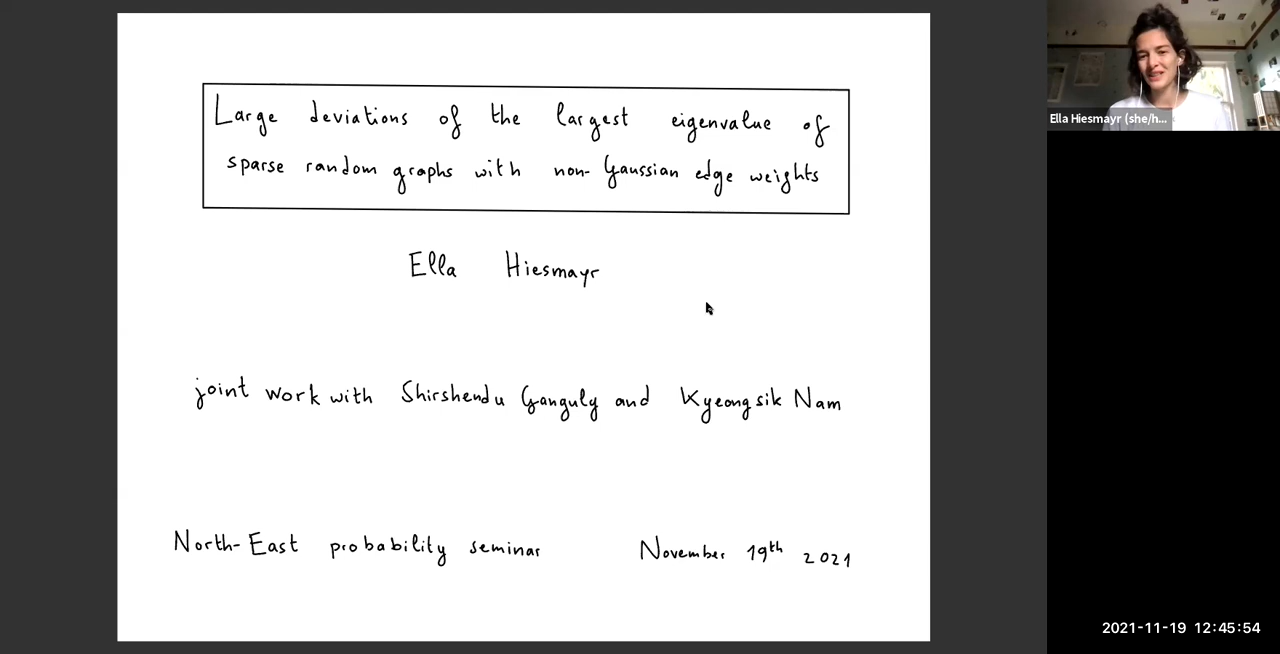 Large deviations of the largest eigenvalue of
sparse random graphs with non-Gaussian edge weights
Ella Hiesmayr
joint work with Shirshendu Ganguly and Kyeongsik Nam
North-East probability seminar November 19th 2021
Ella Hiesmayr (she/h...
2021-11-19 12:45:54